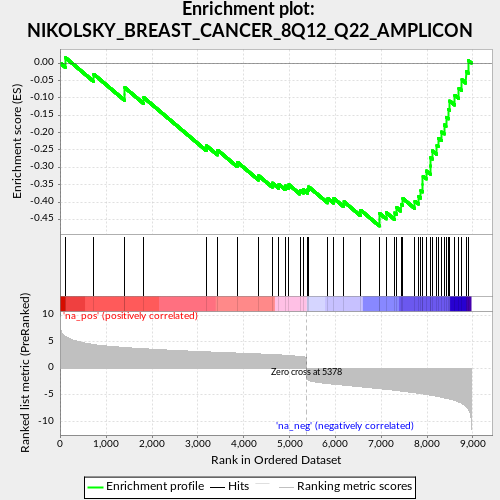 Enrichment plot:
NIKOLSKY_BREAST_CANCER_8Q12_Q22_AMPLICON
Enrichment score (ES)
0.00
-0.05
-0.10
-0.15
-0.20
-0.25
-0.30
-0.35
-0.40
-0.45
'na_pos' (positively correlated)
Ranked list metric (PreRanked)
10
5
0
-5
-10
Zero cross at 5378
'na_neg' (negatively correlated)
0 1,000 2,000 3,000 4,000 5,000 6,000 7,000 8,000 9,000
Rank in Ordered Dataset
Enrichment profile Hits Ranking metric scores